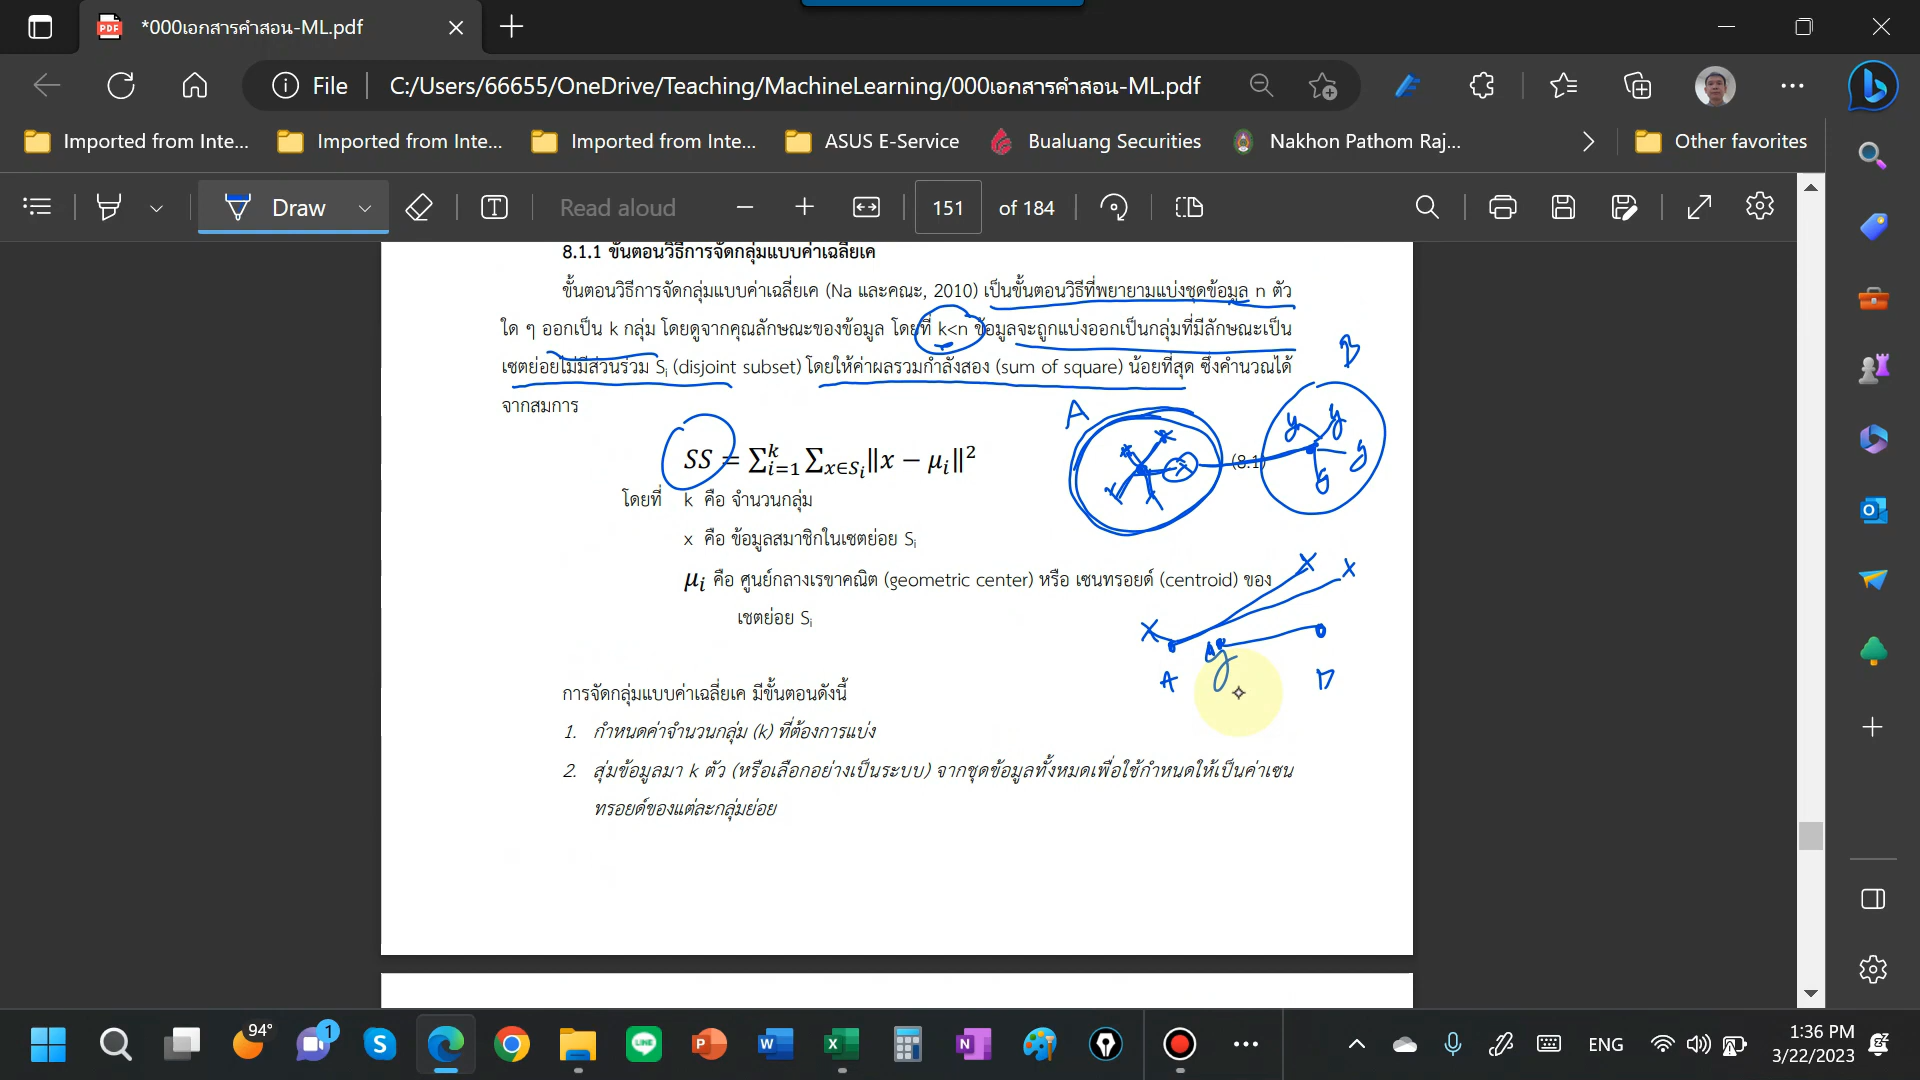 *000เอกสารคำสอน-ML.pdf
File C:/Users/66655/OneDrive/Teaching/MachineLearning/000เอกสารคำสอน-ML.pdf
Imported from Inte... Imported from Inte... Imported from Inte... ASUS E-Service Bualuang Securities Nakhon Pathom Raj... Other favorites
Draw Read aloud 151 of 184
8.1.1 ขั้นตอนวิธีการจัดกลุ่มแบบค่าเฉลี่ยเค
ขั้นตอนวิธีการจัดกลุ่มแบบค่าเฉลี่ยเค (Na และคณะ, 2010) เป็นขั้นตอนวิธีที่พยายามแบ่งชุดข้อมูล n ตัว
ใด ๆ ออกเป็น k กลุ่ม โดยดูจากคุณลักษณะของข้อมูล โดยที่ k<n ข้อมูลจะถูกแบ่งออกเป็นกลุ่มที่มีลักษณะเป็น
เซตย่อยไม่มีส่วนร่วม Si (disjoint subset) โดยให้ค่าผลรวมกำลังสอง (sum of square) น้อยที่สุด ซึ่งคำนวณได้
จากสมการ
B
A
y y
x x
SS = ∑ᵏᵢ₌₁ ∑ₓ∈Sᵢ ‖x − μᵢ‖² (8.1)
โดยที่ k คือ จำนวนกลุ่ม
x คือ ข้อมูลสมาชิกในเซตย่อย Si
x x
μi คือ ศูนย์กลางเรขาคณิต (geometric center) หรือ เซนทรอยด์ (centroid) ของ
เซตย่อย Si
x
y
A
การจัดกลุ่มแบบค่าเฉลี่ยเค มีขั้นตอนดังนี้
1. กำหนดค่าจำนวนกลุ่ม (k) ที่ต้องการแบ่ง
2. สุ่มข้อมูลมา k ตัว (หรือเลือกอย่างเป็นระบบ) จากชุดข้อมูลทั้งหมดเพื่อใช้กำหนดให้เป็นค่าเซน
ทรอยด์ของแต่ละกลุ่มย่อย
94° 1 ENG 1:36 PM
3/22/2023